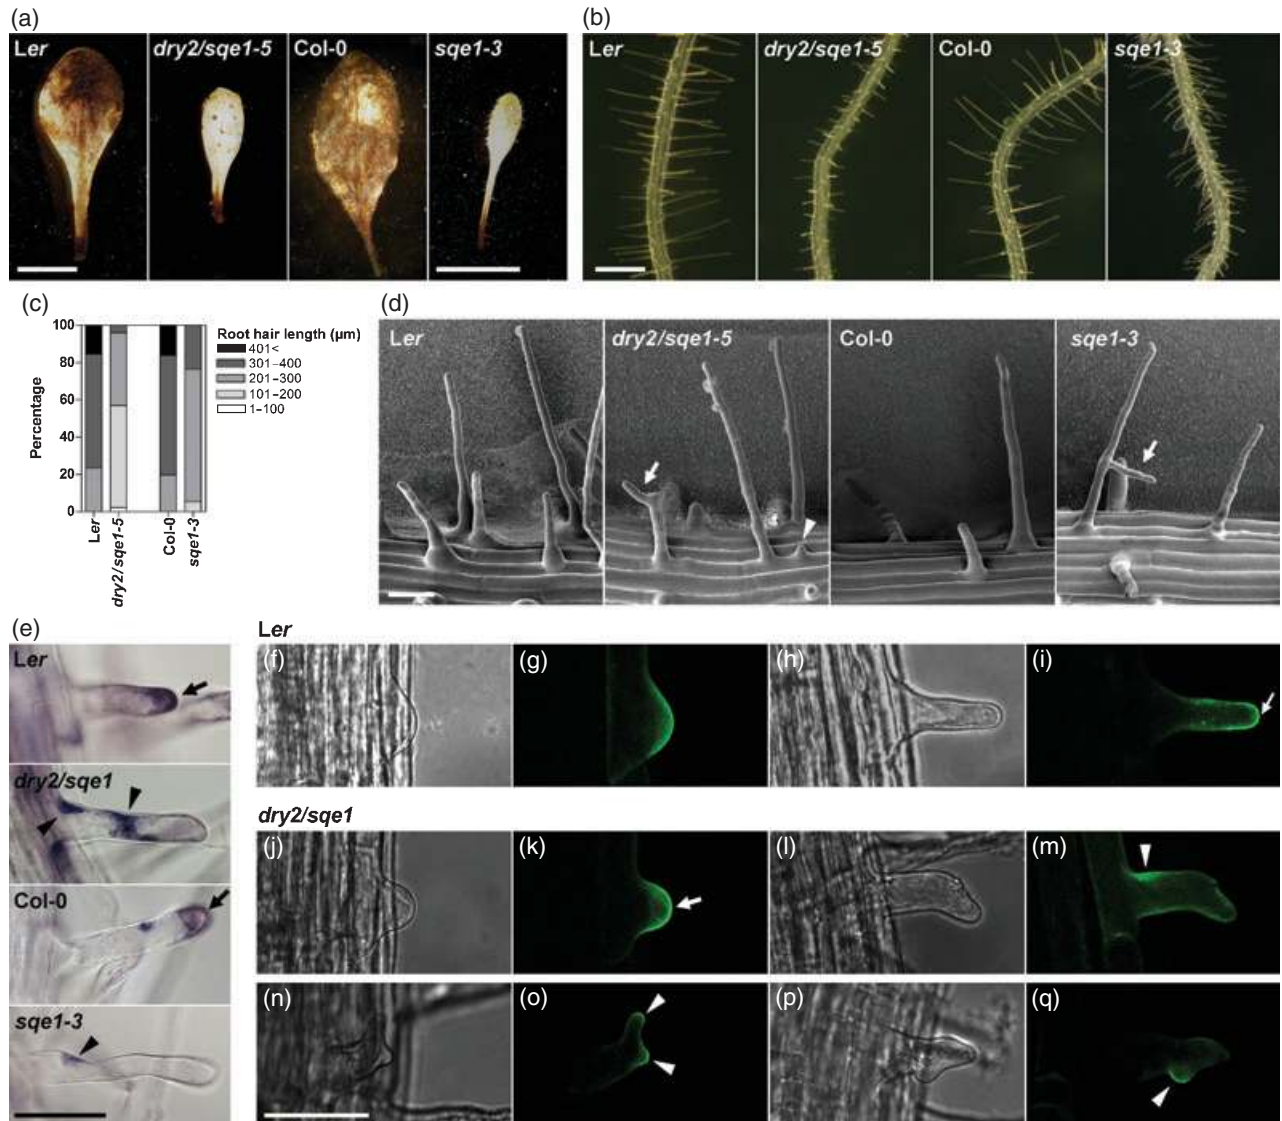 (a)
Ler
dry2/sqe1-5
Col-0
sqe1-3
(b)
Ler
dry2/sqe1-5
Col-0
sqe1-3
(c)
100
80
60
40
20
0
Percentage
Ler
dry2/sqe1-5
Col-0
sqe1-3
Root hair length (µm)
401<
301–400
201–300
101–200
1–100
(d)
Ler
dry2/sqe1-5
Col-0
sqe1-3
(e)
Ler
dry2/sqe1
Col-0
sqe1-3
Ler
(f)
(g)
(h)
(i)
dry2/sqe1
(j)
(k)
(l)
(m)
(n)
(o)
(p)
(q)